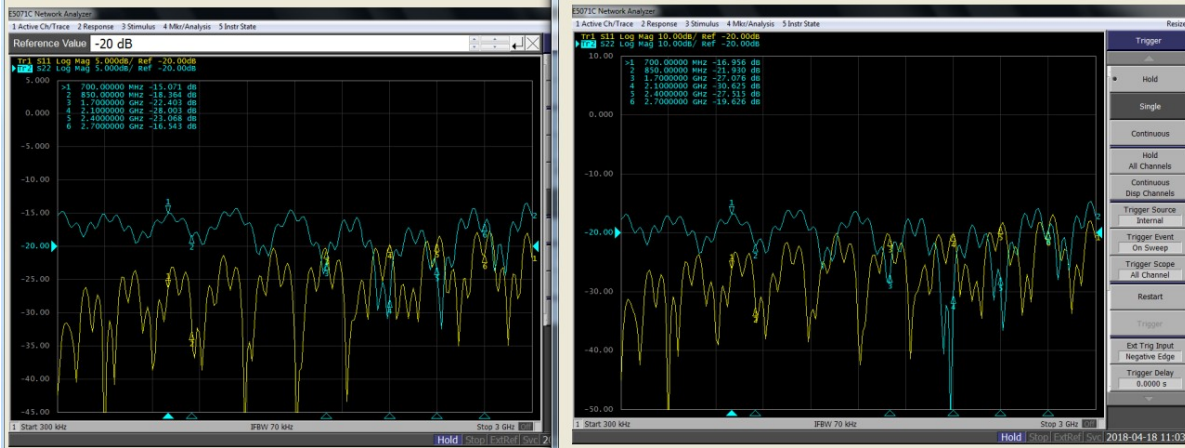 E5071C Network Analyzer
1 Active Ch/Trace 2 Response 3 Stimulus 4 Mkr/Analysis 5 Instr State
Reference Value -20 dB
Tr1 S11 Log Mag 5.000dB/ Ref -20.00dB
Tr2 S22 Log Mag 5.000dB/ Ref -20.00dB
5.000
>1 700.00000 MHz -15.071 dB
2 850.00000 MHz -18.364 dB
3 1.7000000 GHz -22.403 dB
4 2.1000000 GHz -28.003 dB
5 2.4000000 GHz -23.068 dB
6 2.7000000 GHz -16.543 dB
0.000
-5.000
-10.00
-15.00
-20.00
-25.00
-30.00
-35.00
-40.00
-45.00
1 Start 300 kHz IFBW 70 kHz Stop 3 GHz Off
Hold Stop ExtRef Svc 20
E5071C Network Analyzer
1 Active Ch/Trace 2 Response 3 Stimulus 4 Mkr/Analysis 5 Instr State Resize
Tr1 S11 Log Mag 10.00dB/ Ref -20.00dB
Tr2 S22 Log Mag 10.00dB/ Ref -20.00dB
10.00
>1 700.00000 MHz -16.956 dB
2 850.00000 MHz -21.930 dB
3 1.7000000 GHz -27.076 dB
4 2.1000000 GHz -30.625 dB
5 2.4000000 GHz -27.515 dB
6 2.7000000 GHz -19.626 dB
0.000
-10.00
-20.00
-30.00
-40.00
-50.00
1 Start 300 kHz IFBW 70 kHz Stop 3 GHz Off
Hold Stop ExtRef Svc 2018-04-18 11:03
Trigger
Hold
Single
Continuous
Hold
All Channels
Continuous
Disp Channels
Trigger Source
Internal
Trigger Event
On Sweep
Trigger Scope
All Channel
Restart
Trigger
Ext Trig Input
Negative Edge
Trigger Delay
0.0000 s